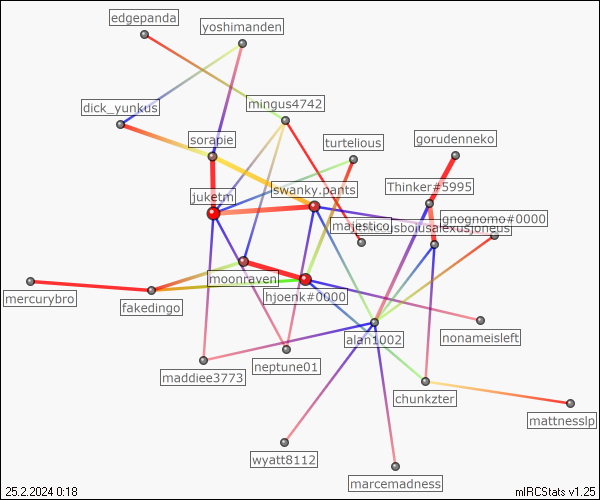 edgepanda
yoshimanden
mingus4742
dick_yunkus
sorapie
turtelious
gorudenneko
juketm
swanky.pants
Thinker#5995
majestico
gnognomo#0000
moonraven
hjoenk#0000
mercurybro
fakedingo
alan1002
nonameisleft
maddiee3773
neptune01
chunkzter
mattnesslp
wyatt8112
marcemadness
25.2.2024 0:18
mIRCStats v1.25